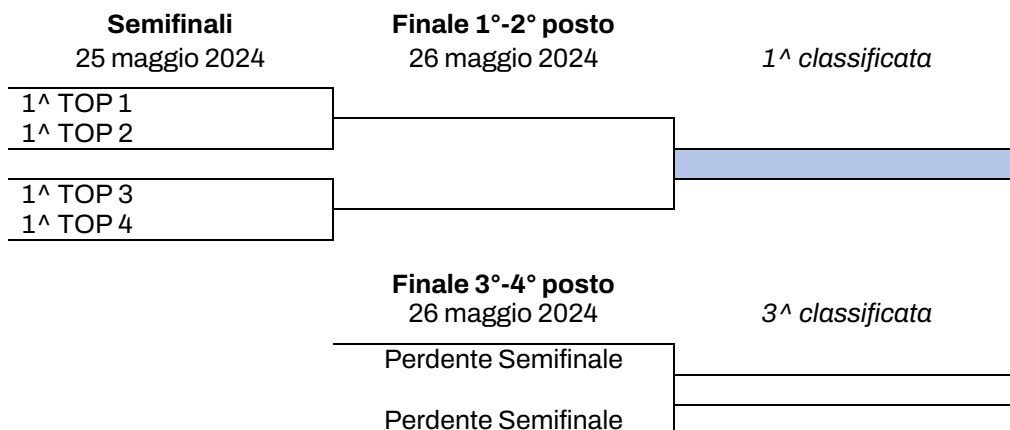 Semifinali
25 maggio 2024
Finale 1°-2° posto
26 maggio 2024
1^ classificata
1^ TOP 1
1^ TOP 2
1^ TOP 3
1^ TOP 4
Finale 3°-4° posto
26 maggio 2024
3^ classificata
Perdente Semifinale
Perdente Semifinale